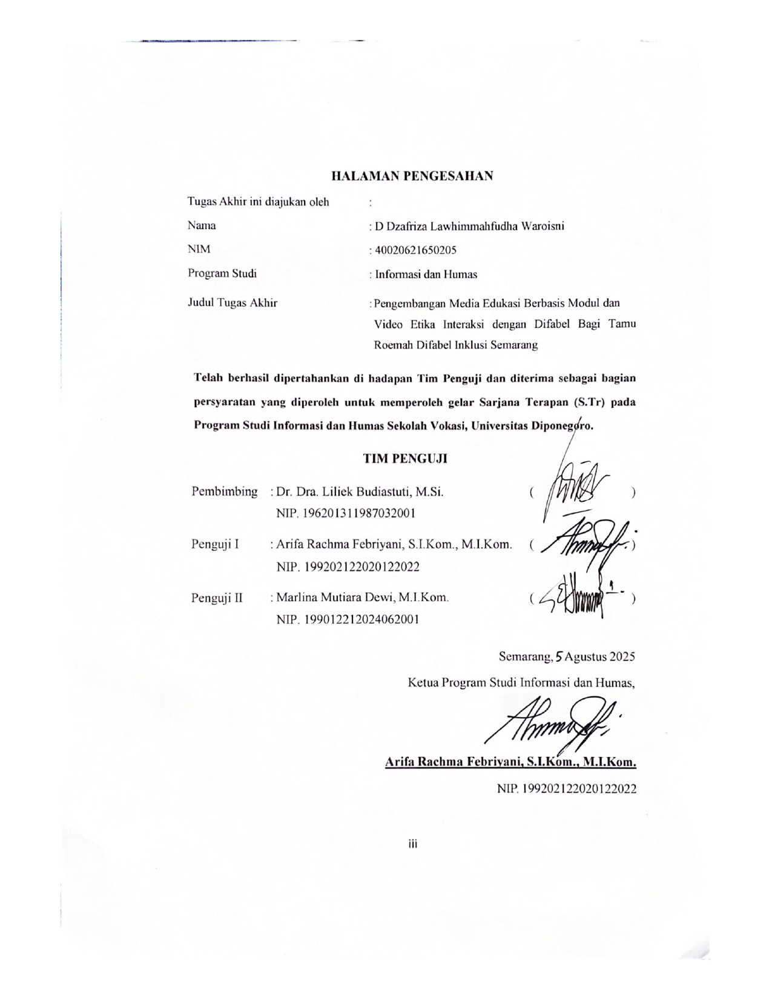 HALAMAN PENGESAHAN
Tugas Akhir ini diajukan oleh :
Nama : D Dzafriza Lawhimmahfudha Waroisni
NIM : 40020621650205
Program Studi : Informasi dan Humas
Judul Tugas Akhir : Pengembangan Media Edukasi Berbasis Modul dan
Video Etika Interaksi dengan Difabel Bagi Tamu
Roemah Difabel Inklusi Semarang
Telah berhasil dipertahankan di hadapan Tim Penguji dan diterima sebagai bagian
persyaratan yang diperoleh untuk memperoleh gelar Sarjana Terapan (S.Tr) pada
Program Studi Informasi dan Humas Sekolah Vokasi, Universitas Diponegoro.
TIM PENGUJI
Pembimbing : Dr. Dra. Liliek Budiastuti, M.Si. ( )
NIP. 196201311987032001
Penguji I : Arifa Rachma Febriyani, S.I.Kom., M.I.Kom. ( )
NIP. 199202122020122022
Penguji II : Marlina Mutiara Dewi, M.I.Kom. ( )
NIP. 199012212024062001
Semarang, 5 Agustus 2025
Ketua Program Studi Informasi dan Humas,
Arifa Rachma Febriyani, S.I.Kom., M.I.Kom.
NIP. 199202122020122022
iii